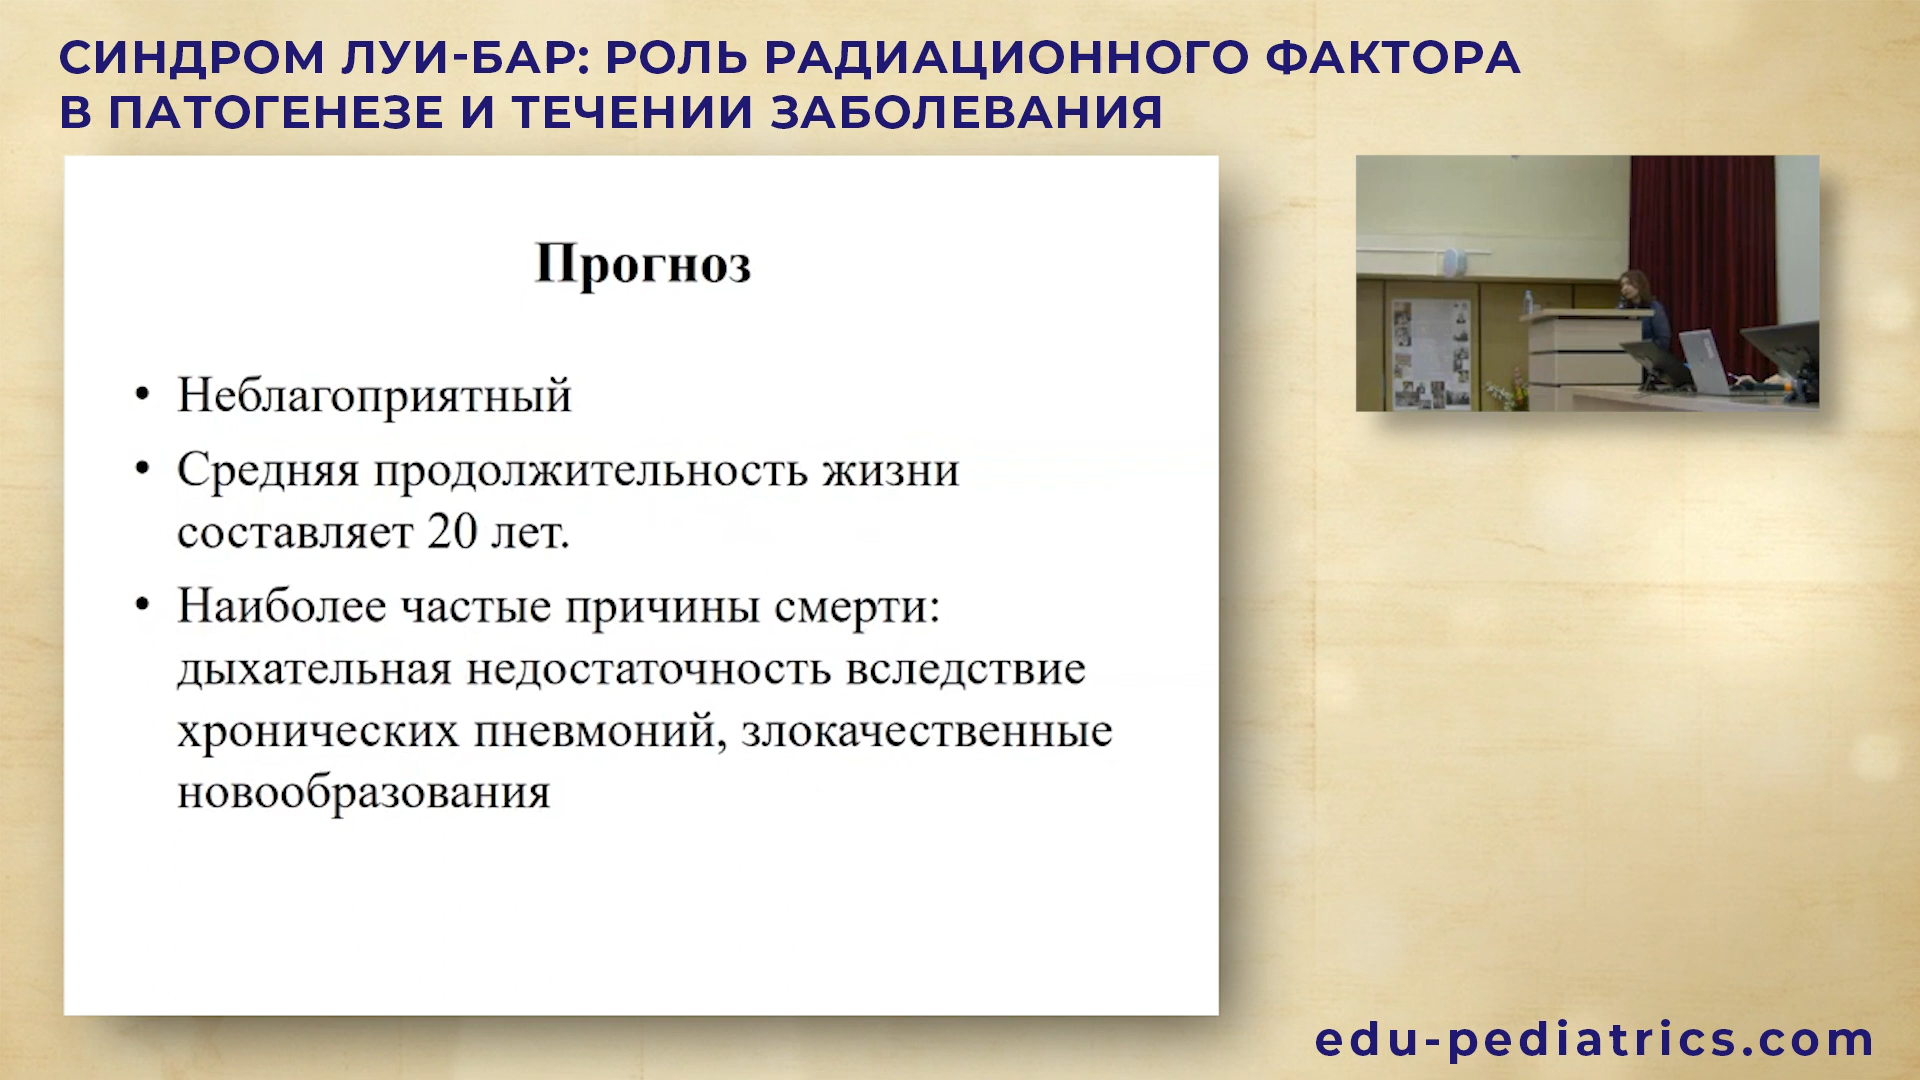 СИНДРОМ ЛУИ-БАР: РОЛЬ РАДИАЦИОННОГО ФАКТОРА
В ПАТОГЕНЕЗЕ И ТЕЧЕНИИ ЗАБОЛЕВАНИЯ
Прогноз
• Неблагоприятный
• Средняя продолжительность жизни
составляет 20 лет.
• Наиболее частые причины смерти:
дыхательная недостаточность вследствие
хронических пневмоний, злокачественные
новообразования
edu-pediatrics.com